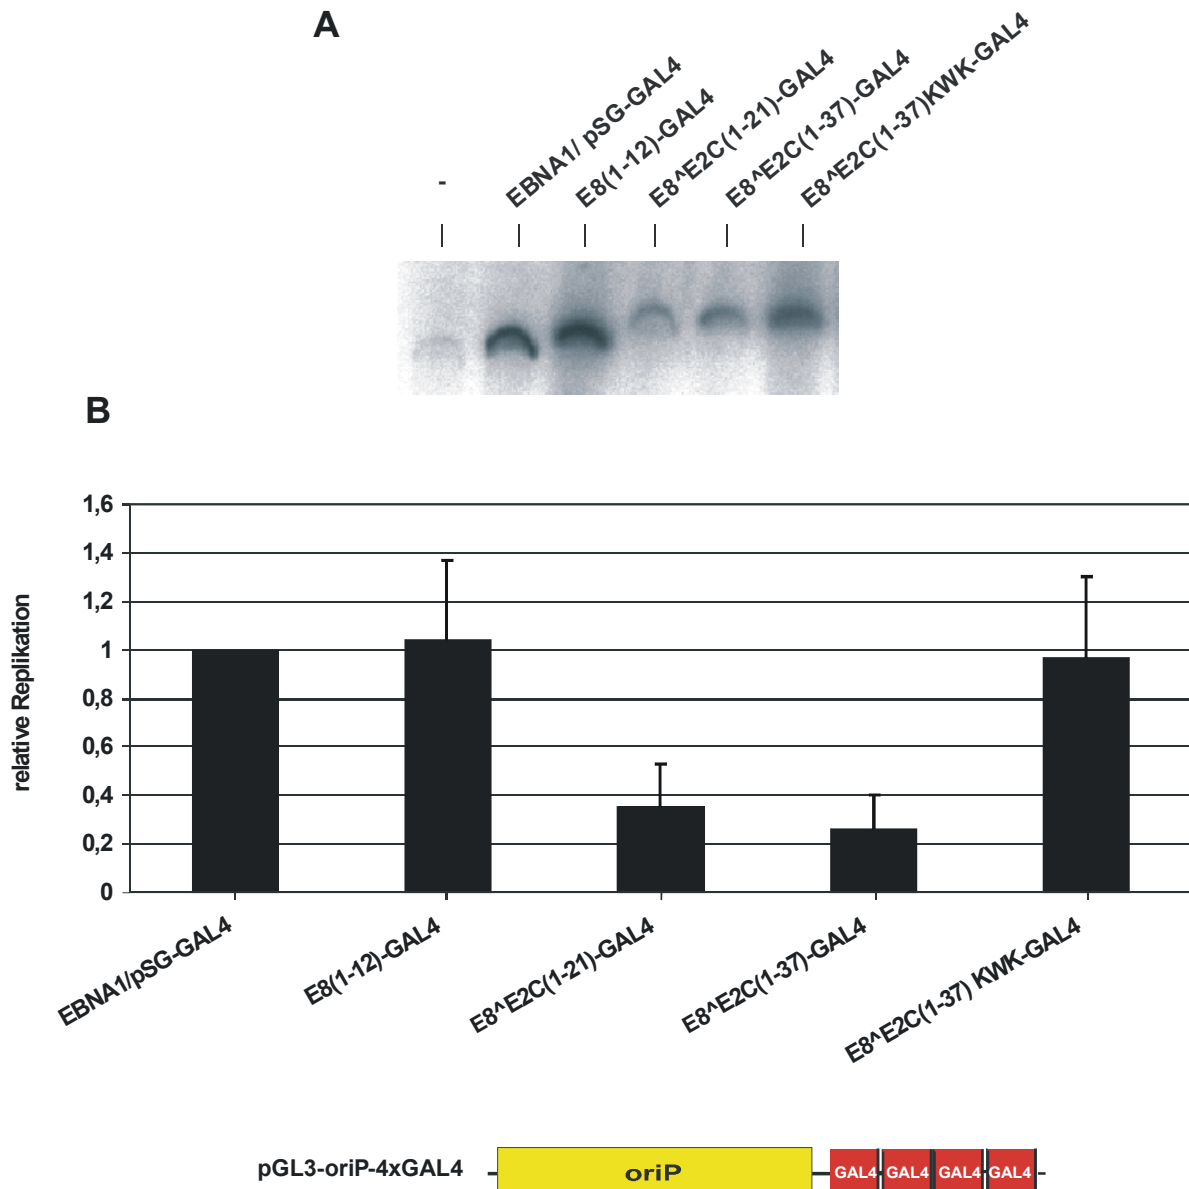 A
-
EBNA1/ pSG-GAL4
E8(1-12)-GAL4
E8^E2C(1-21)-GAL4
E8^E2C(1-37)-GAL4
E8^E2C(1-37)KWK-GAL4
B
relative Replikation
1,6
1,4
1,2
1
0,8
0,6
0,4
0,2
0
EBNA1/pSG-GAL4
E8(1-12)-GAL4
E8^E2C(1-21)-GAL4
E8^E2C(1-37)-GAL4
E8^E2C(1-37) KWK-GAL4
pGL3-oriP-4xGAL4
oriP
GAL4 GAL4 GAL4 GAL4